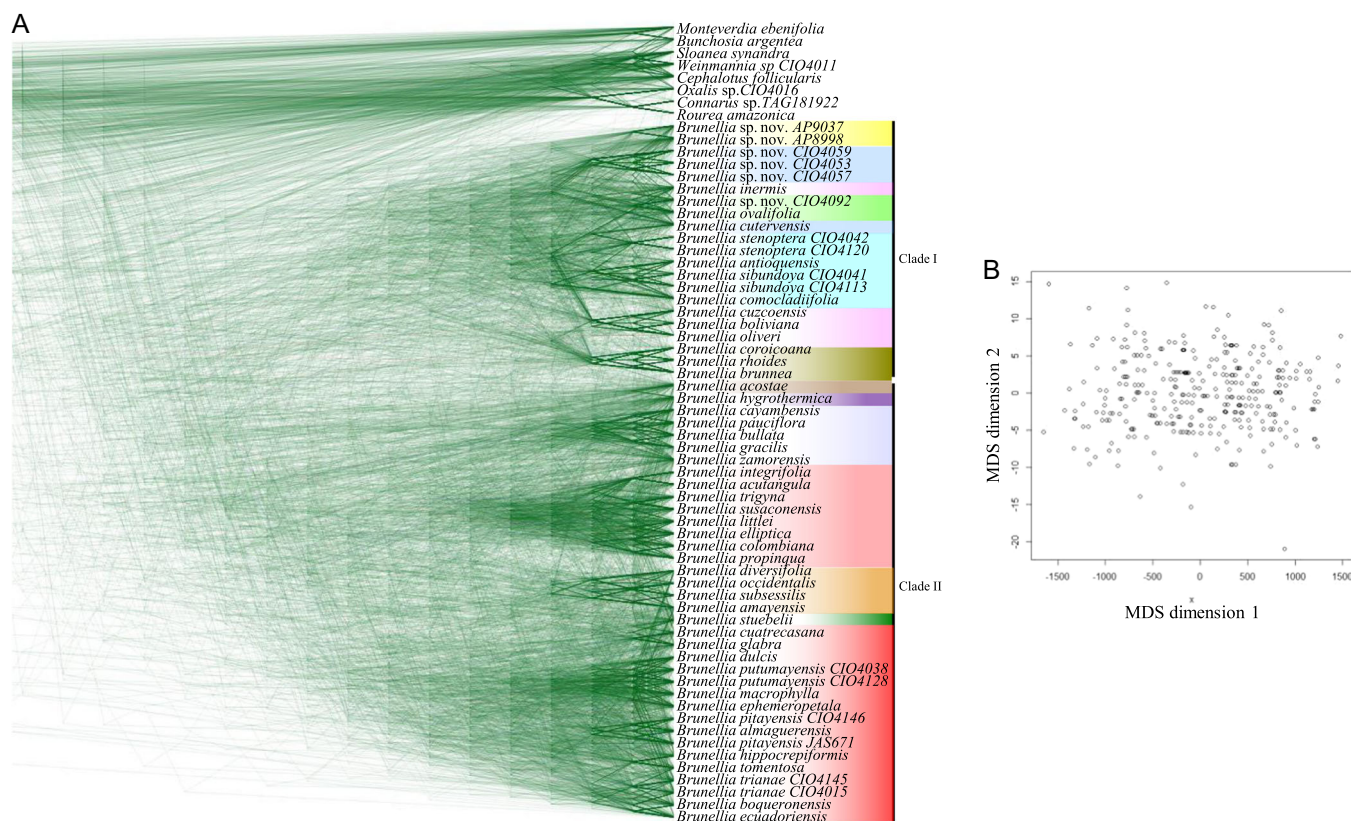 A
Monteverdia ebenifolia
Bunchosia argentea
Sloanea synandra
Weinmannia sp CIO4011
Cephalotus follicularis
Oxalis sp.CIO4016
Connarus sp.TAG181922
Rourea amazonica
Brunellia sp. nov. AP9037
Brunellia sp. nov. AP8998
Brunellia sp. nov. CIO4059
Brunellia sp. nov. CIO4053
Brunellia sp. nov. CIO4057
Brunellia inermis
Brunellia sp. nov. CIO4092
Brunellia ovalifolia
Brunellia cutervensis
Brunellia stenoptera CIO4042
Brunellia stenoptera CIO4120
Brunellia antioquensis
Brunellia sibundoya CIO4041
Brunellia sibundoya CIO4113
Brunellia comocladiifolia
Brunellia cuzcoensis
Brunellia boliviana
Brunellia oliveri
Brunellia coroicoana
Brunellia rhoides
Brunellia brunnea
Brunellia acostae
Brunellia hygrothermica
Brunellia cayambensis
Brunellia pauciflora
Brunellia bullata
Brunellia gracilis
Brunellia zamorensis
Brunellia integrifolia
Brunellia acutangula
Brunellia trigyna
Brunellia susaconensis
Brunellia littlei
Brunellia elliptica
Brunellia colombiana
Brunellia propinqua
Brunellia diversifolia
Brunellia occidentalis
Brunellia subsessilis
Brunellia amayensis
Brunellia stuebelii
Brunellia cuatrecasana
Brunellia glabra
Brunellia dulcis
Brunellia putumayensis CIO4038
Brunellia putumayensis CIO4128
Brunellia macrophylla
Brunellia ephemeropetala
Brunellia pitayensis CIO4146
Brunellia almaguerensis
Brunellia pitayensis JAS671
Brunellia hippocrepiformis
Brunellia tomentosa
Brunellia trianae CIO4145
Brunellia trianae CIO4015
Brunellia boqueronensis
Brunellia ecuadoriensis
Clade I
Clade II
B
MDS dimension 2
15
10
5
0
-5
-10
-15
-20
-1500 -1000 -500 0 500 1000 1500
x
MDS dimension 1